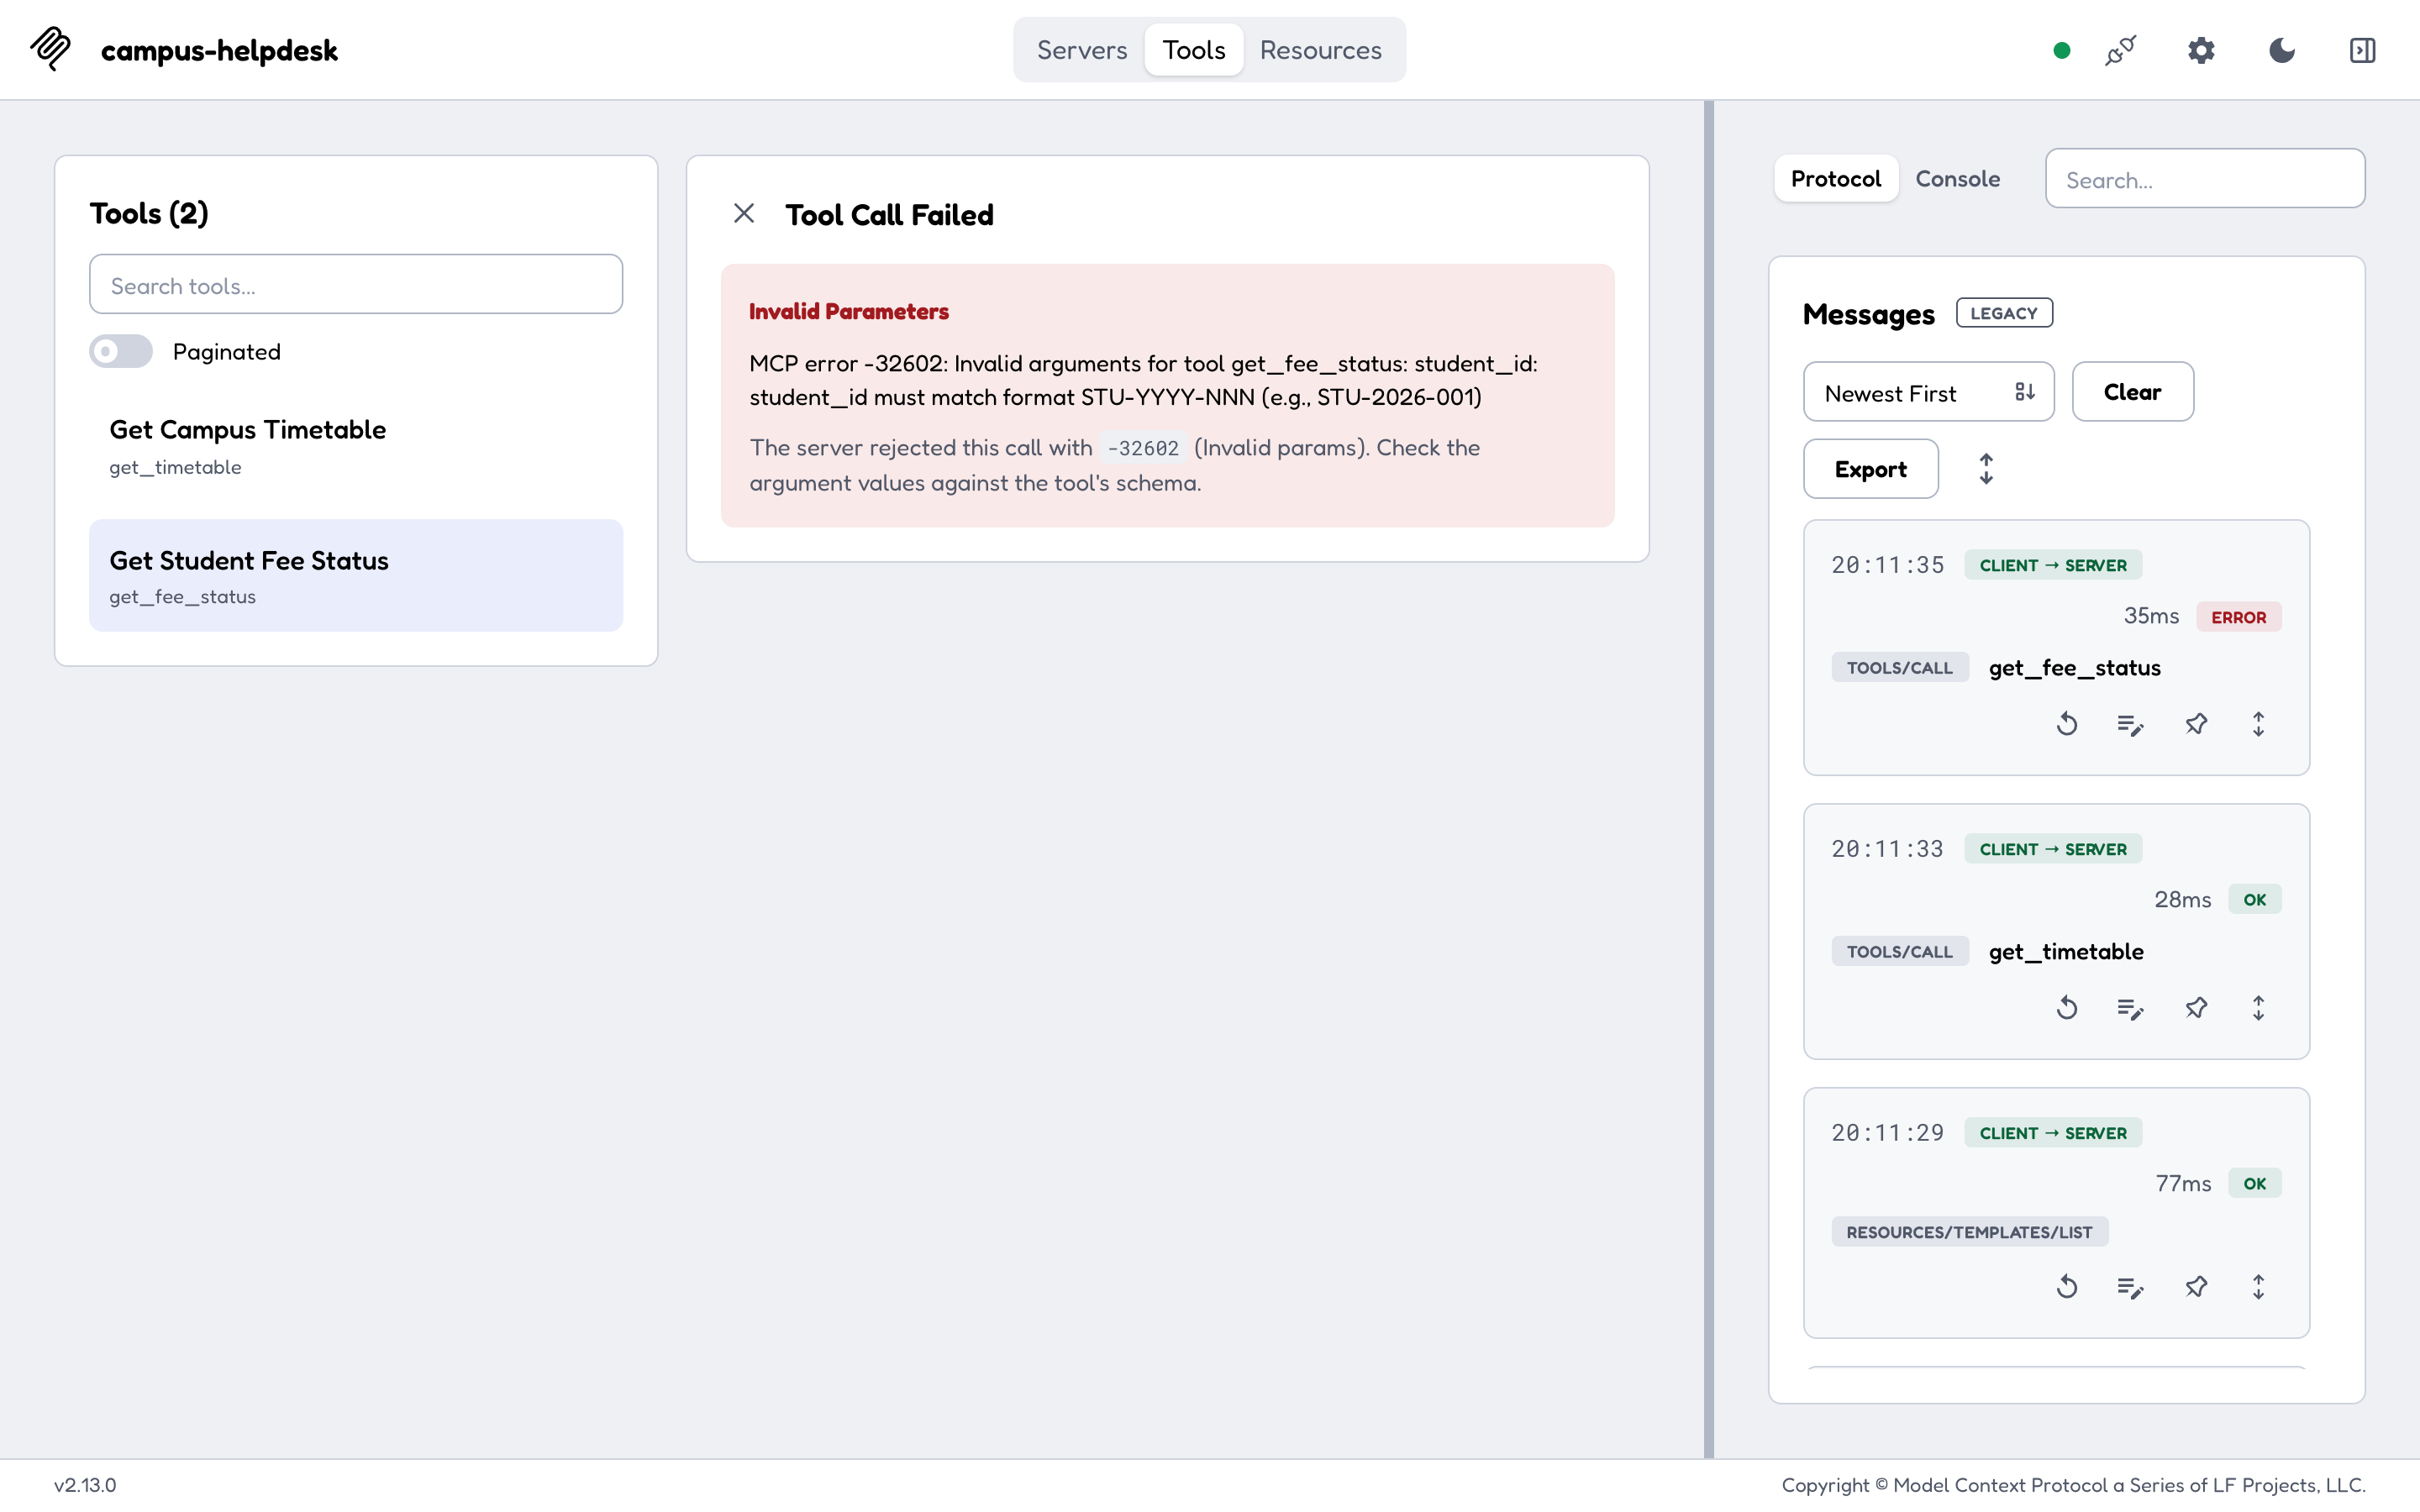 campus-helpdesk
Servers
Tools
Resources
Tools (2)
Search tools...
Paginated
Get Campus Timetable
get_timetable
Get Student Fee Status
get_fee_status
Tool Call Failed
Invalid Parameters
MCP error -32602: Invalid arguments for tool get_fee_status: student_id:
student_id must match format STU-YYYY-NNN (e.g., STU-2026-001)
The server rejected this call with -32602 (Invalid params). Check the
argument values against the tool's schema.
Protocol
Console
Search...
Messages
LEGACY
Newest First
Clear
Export
20:11:35 CLIENT → SERVER
35ms ERROR
TOOLS/CALL get_fee_status
20:11:33 CLIENT → SERVER
28ms OK
TOOLS/CALL get_timetable
20:11:29 CLIENT → SERVER
77ms OK
RESOURCES/TEMPLATES/LIST
v2.13.0
Copyright © Model Context Protocol a Series of LF Projects, LLC.